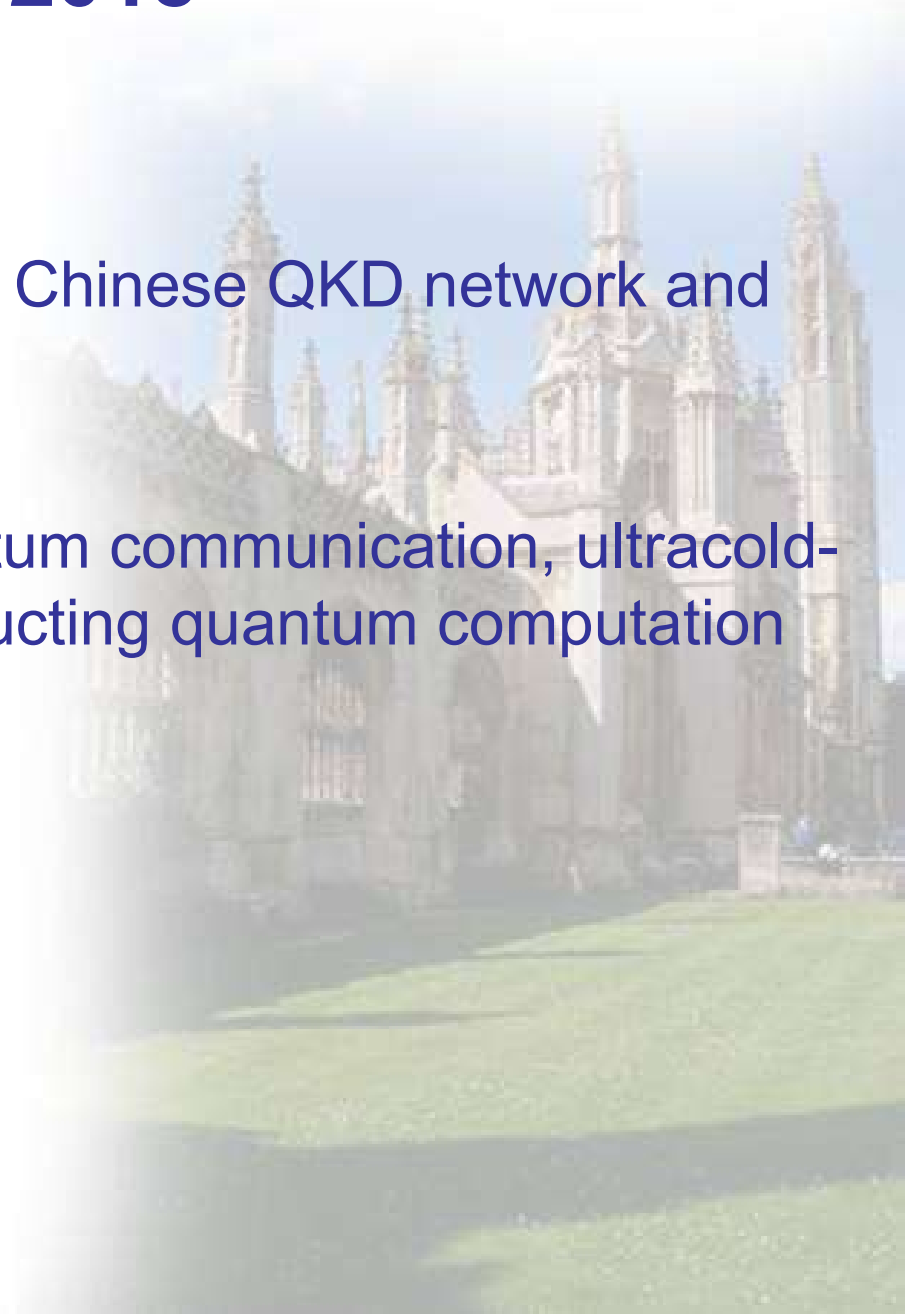 Chinese QKD network and
tum communication, ultracold-
ucting quantum computation